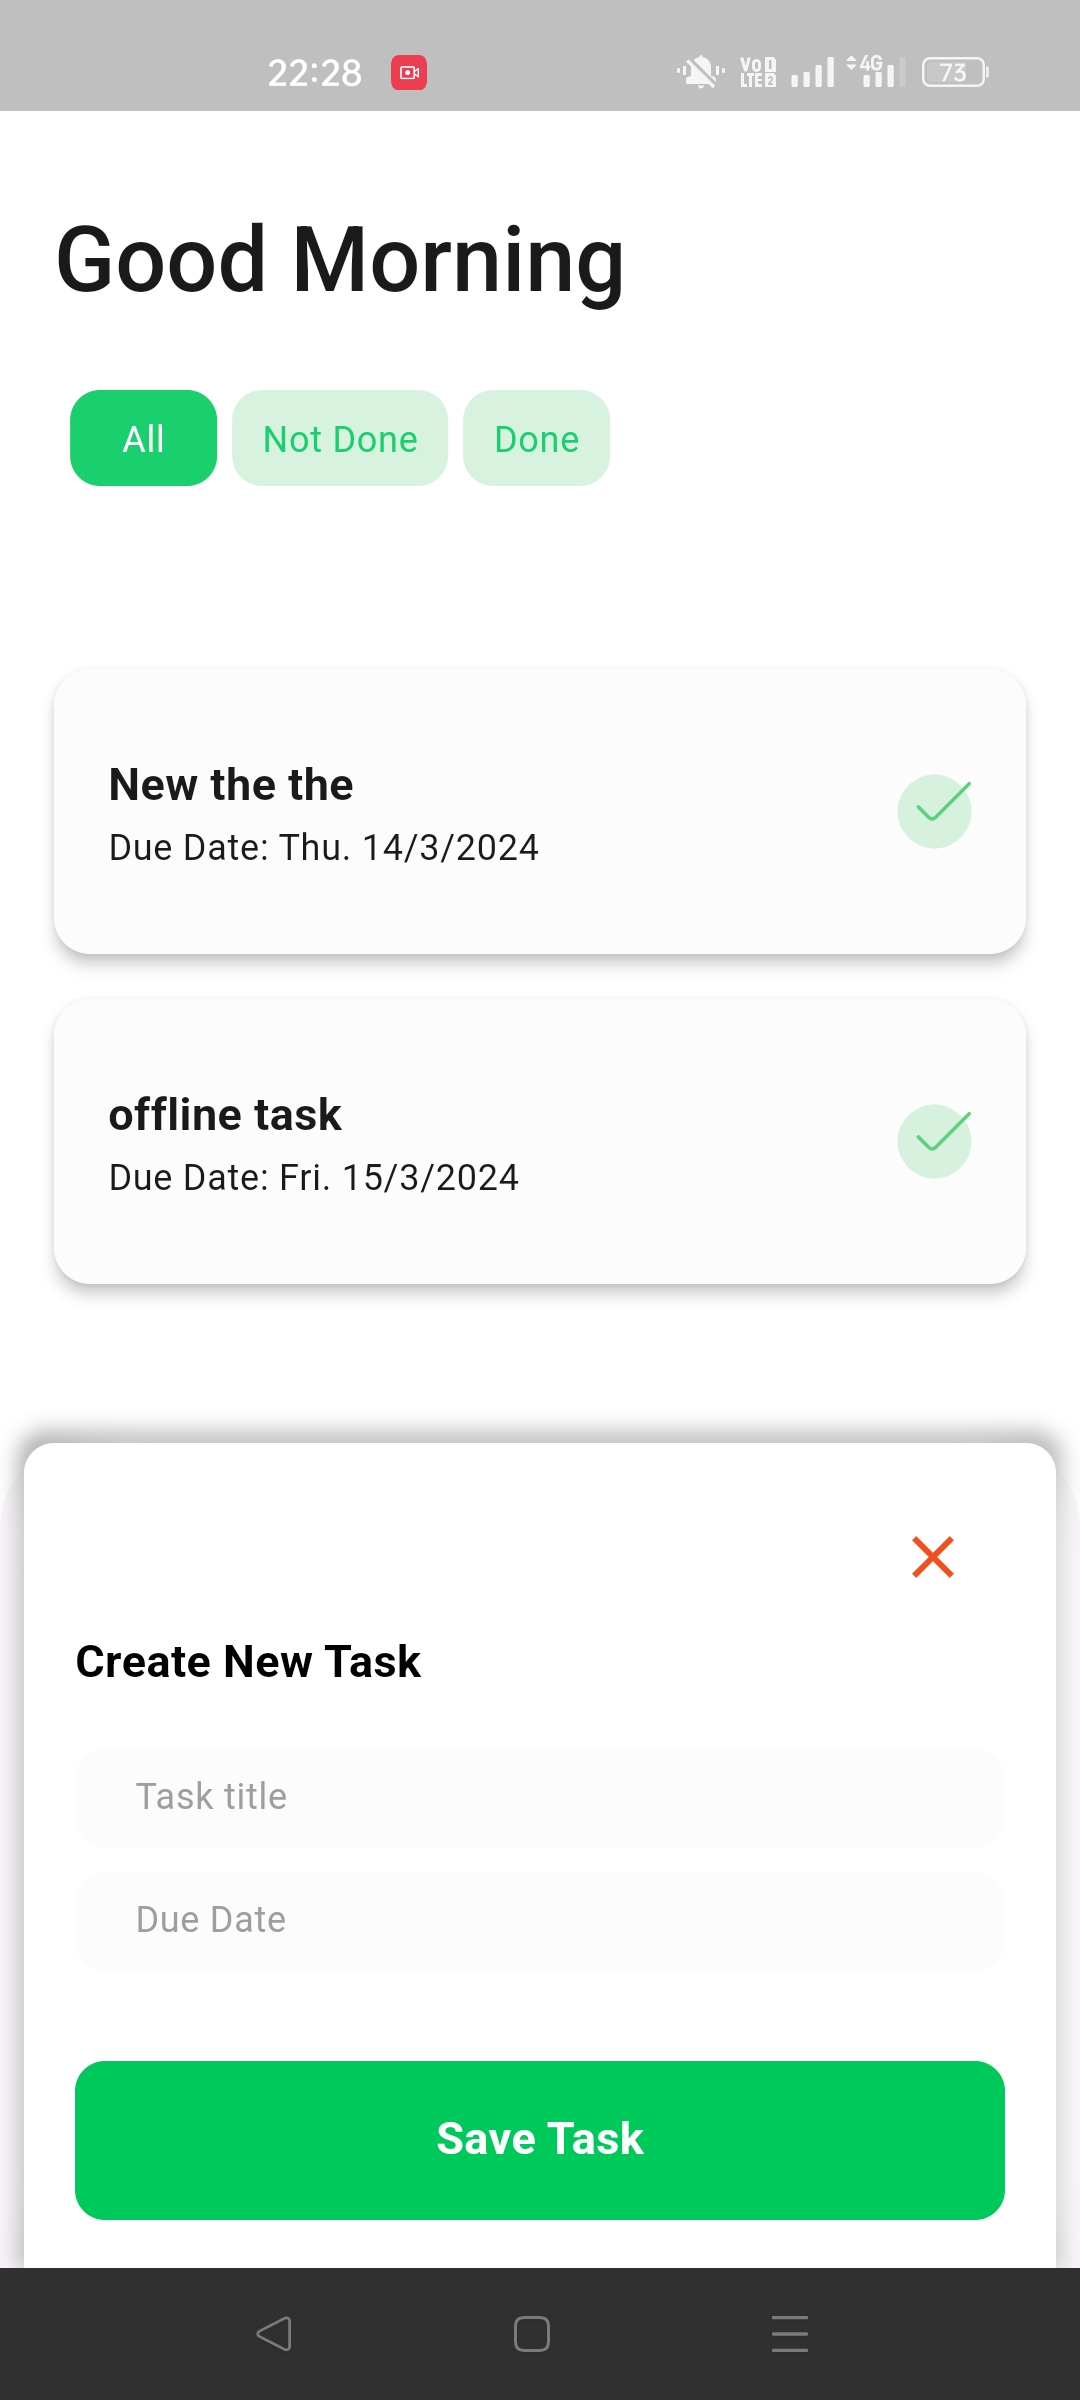 22:28 Vo 1 LTE 2 4G 73
Good Morning
All Not Done Done
New the the
Due Date: Thu. 14/3/2024
offline task
Due Date: Fri. 15/3/2024
Create New Task
Task title
Due Date
Save Task